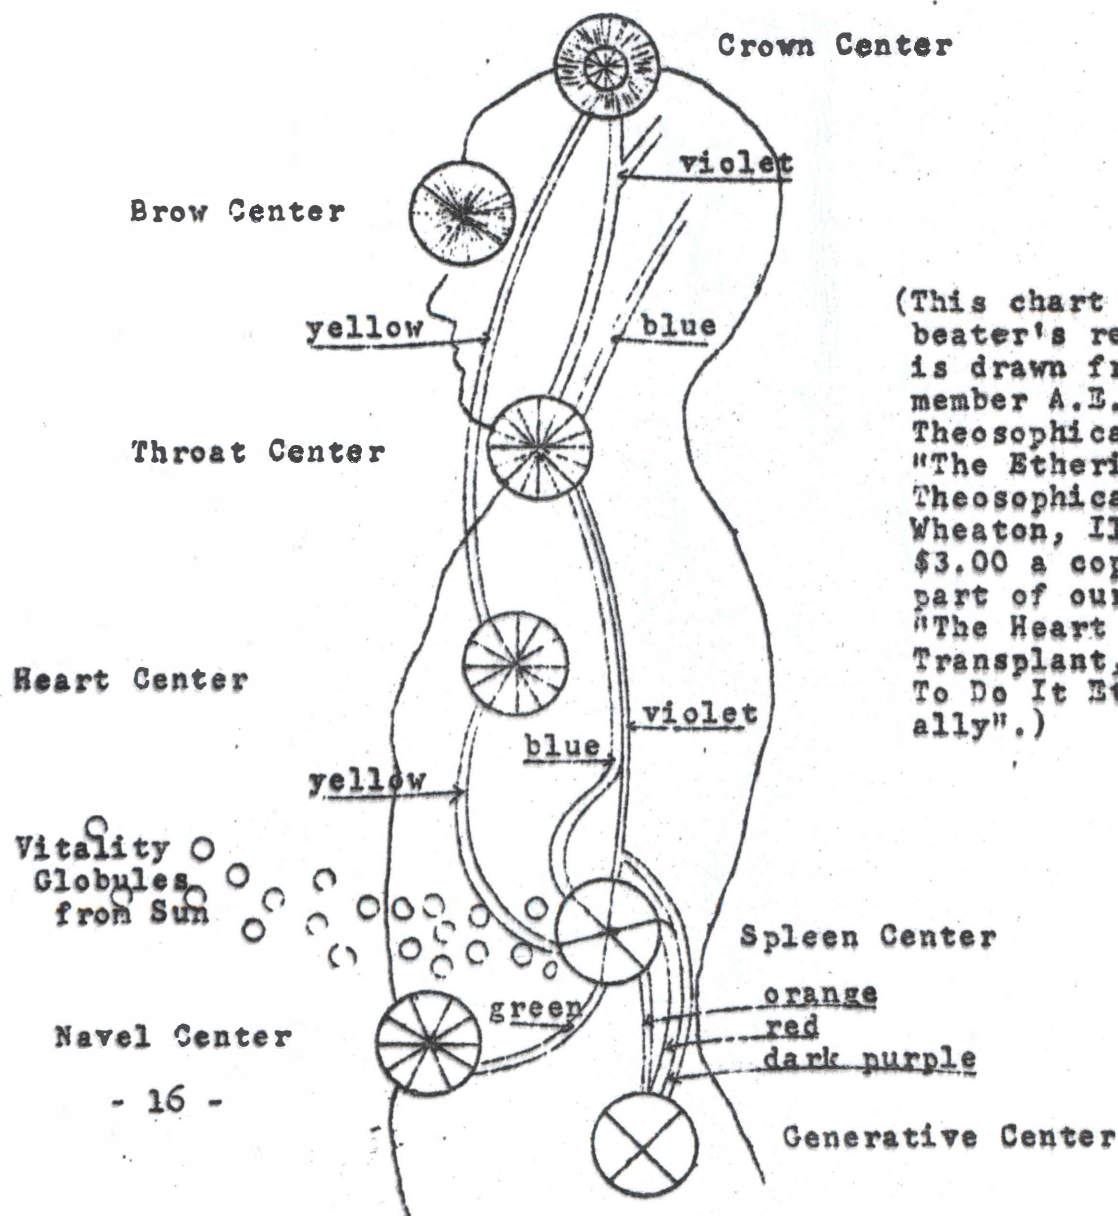 Crown Center
violet
Brow Center
yellow
blue
(This chart
beater's re
is drawn fr
member A.E.
Theosophica
"The Etheri
Theosophica
Wheaton, Il
$3.00 a cop
part of our
"The Heart
Transplant,
To Do It Et
ally".)
Throat Center
Heart Center
violet
blue
yellow
Vitality
Globules
from Sun
Spleen Center
orange
green
red
Navel Center
dark purple
- 16 -
Generative Center